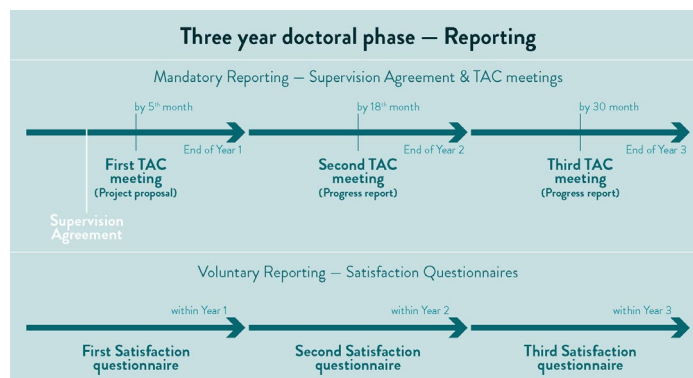 Three year doctoral phase — Reporting
Mandatory Reporting — Supervision Agreement & TAC meetings
by 5th month
by 18th month
by 30 month
End of Year 1
End of Year 2
End of Year 3
First TAC
meeting
(Project proposal)
Second TAC
meeting
(Progress report)
Third TAC
meeting
(Progress report)
Supervision
Agreement
Voluntary Reporting — Satisfaction Questionnaires
within Year 1
within Year 2
within Year 3
First Satisfaction
questionnaire
Second Satisfaction
questionnaire
Third Satisfaction
questionnaire